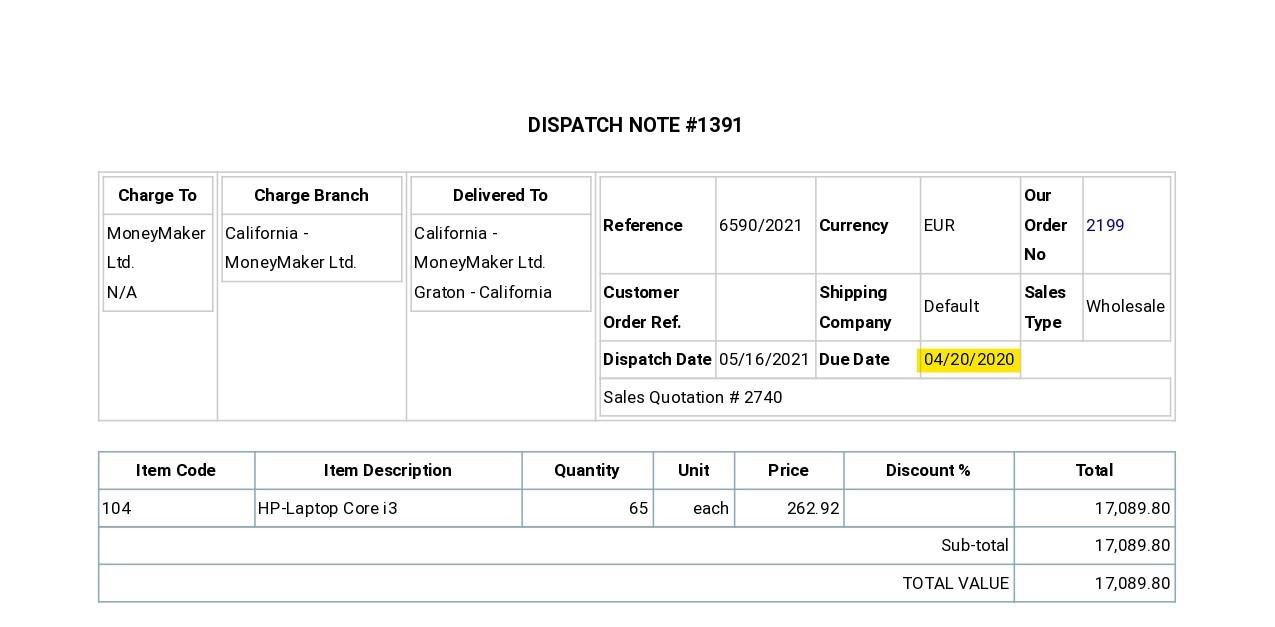 DISPATCH NOTE #1391
Charge To
MoneyMaker
Ltd.
N/A
Charge Branch
California -
MoneyMaker Ltd.
Delivered To
California -
MoneyMaker Ltd.
Graton - California
Reference 6590/2021 Currency EUR Our Order No 2199
Customer Order Ref. Shipping Company Default Sales Type Wholesale
Dispatch Date 05/16/2021 Due Date 04/20/2020
Sales Quotation # 2740
Item Code Item Description Quantity Unit Price Discount % Total
104 HP-Laptop Core i3 65 each 262.92 17,089.80
Sub-total 17,089.80
TOTAL VALUE 17,089.80